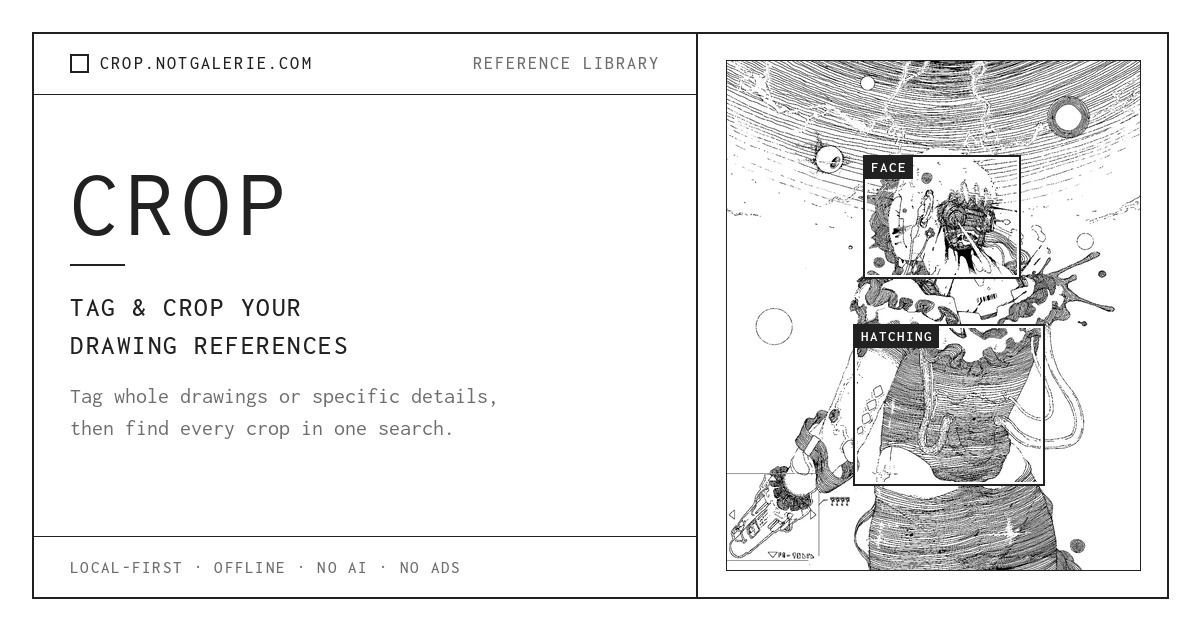 CROP.NOTGALERIE.COM
REFERENCE LIBRARY
CROP
TAG & CROP YOUR
DRAWING REFERENCES
Tag whole drawings or specific details,
then find every crop in one search.
LOCAL-FIRST · OFFLINE · NO AI · NO ADS
FACE
HATCHING